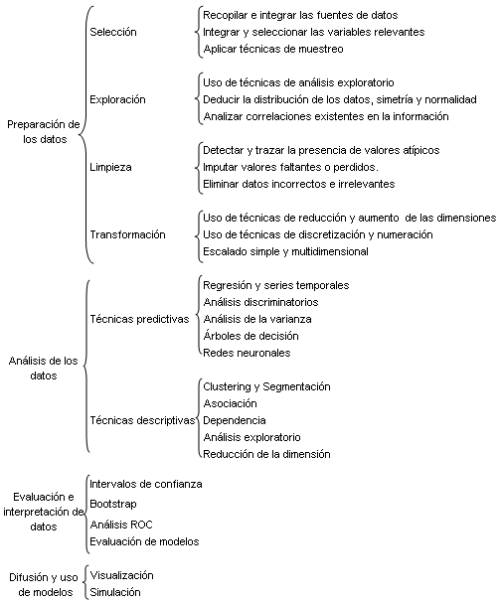 Preparación de
los datos
Selección
Recopilar e integrar las fuentes de datos
Integrar y seleccionar las variables relevantes
Aplicar técnicas de muestreo
Exploración
Uso de técnicas de análisis exploratorio
Deducir la distribución de los datos, simetría y normalidad
Analizar correlaciones existentes en la información
Limpieza
Detectar y trazar la presencia de valores atípicos
Imputar valores faltantes o perdidos.
Eliminar datos incorrectos e irrelevantes
Transformación
Uso de técnicas de reducción y aumento de las dimensiones
Uso de técnicas de discretización y numeración
Escalado simple y multidimensional
Análisis de los
datos
Técnicas predictivas
Regresión y series temporales
Análisis discriminatorios
Análisis de la varianza
Árboles de decisión
Redes neuronales
Técnicas descriptivas
Clustering y Segmentación
Asociación
Dependencia
Análisis exploratorio
Reducción de la dimensión
Evaluación e
interpretación de
datos
Intervalos de confianza
Bootstrap
Análisis ROC
Evaluación de modelos
Difusión y uso
de modelos
Visualización
Simulación